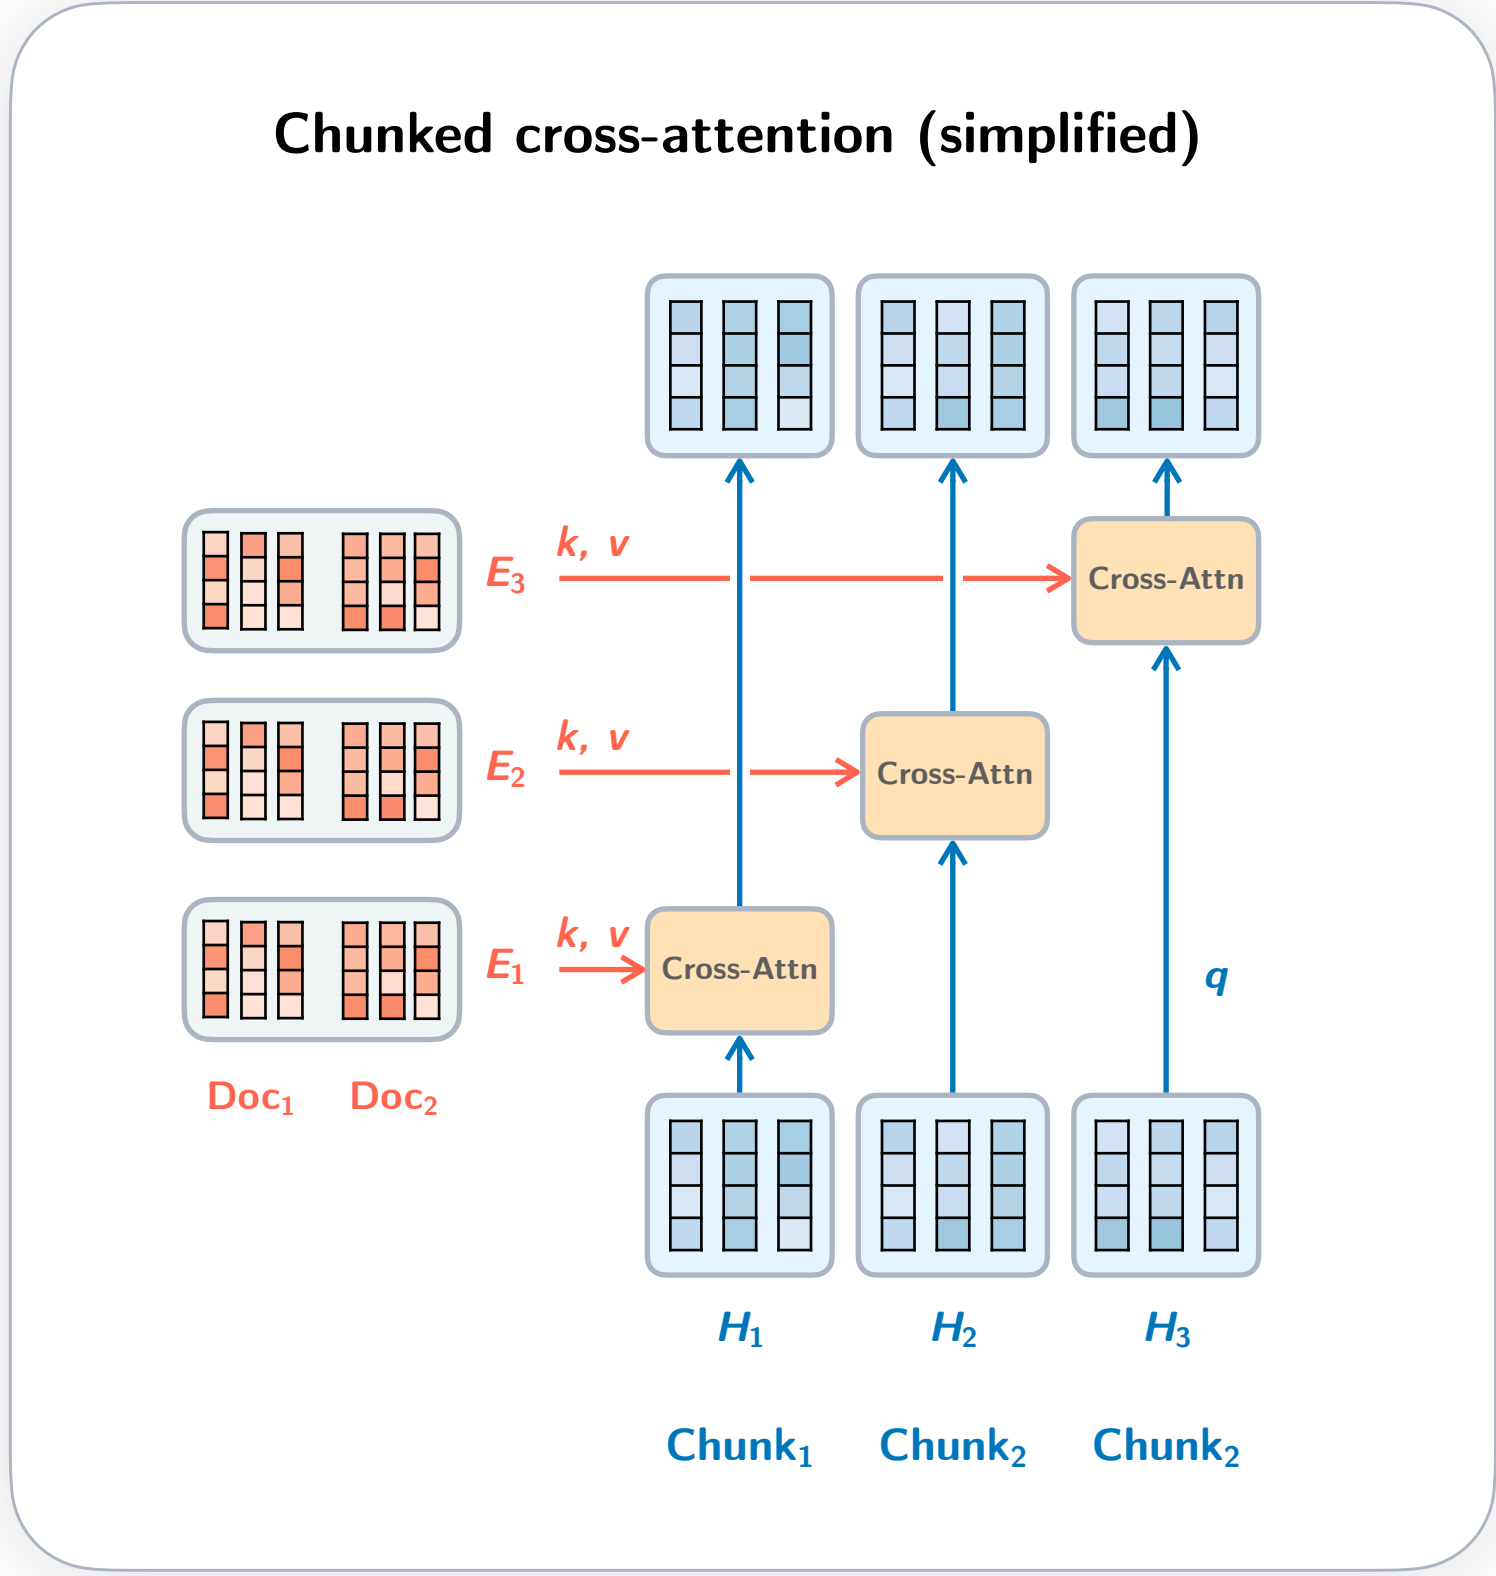 Chunked cross-attention (simplified)
k, v
E3
Cross-Attn
k, v
E2
Cross-Attn
k, v
E1
Cross-Attn
q
Doc1 Doc2
H1 H2 H3
Chunk1 Chunk2 Chunk2